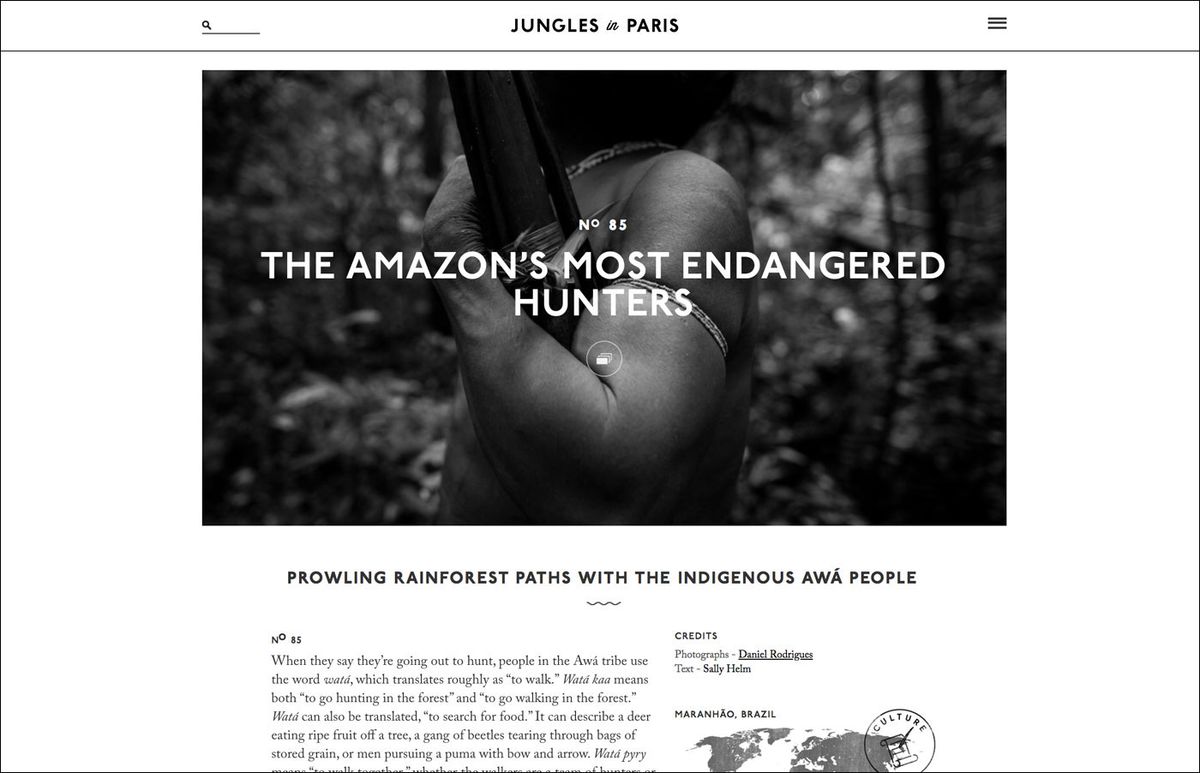 JUNGLES in PARIS
Nº 85
THE AMAZON'S MOST ENDANGERED
HUNTERS
PROWLING RAINFOREST PATHS WITH THE INDIGENOUS AWÁ PEOPLE
Nº 85
When they say they're going out to hunt, people in the Awá tribe use
the word watá, which translates roughly as “to walk.” Watá kaa means
both “to go hunting in the forest” and “to go walking in the forest.”
Watá can also be translated, “to search for food.” It can describe a deer
eating ripe fruit off a tree, a gang of beetles tearing through bags of
stored grain, or men pursuing a puma with bow and arrow. Watá pyry
means “to walk together,” whether the walkers are a team of hunters or
CREDITS
Photographs - Daniel Rodrigues
Text - Sally Helm
MARANHÃO, BRAZIL
CULTURE